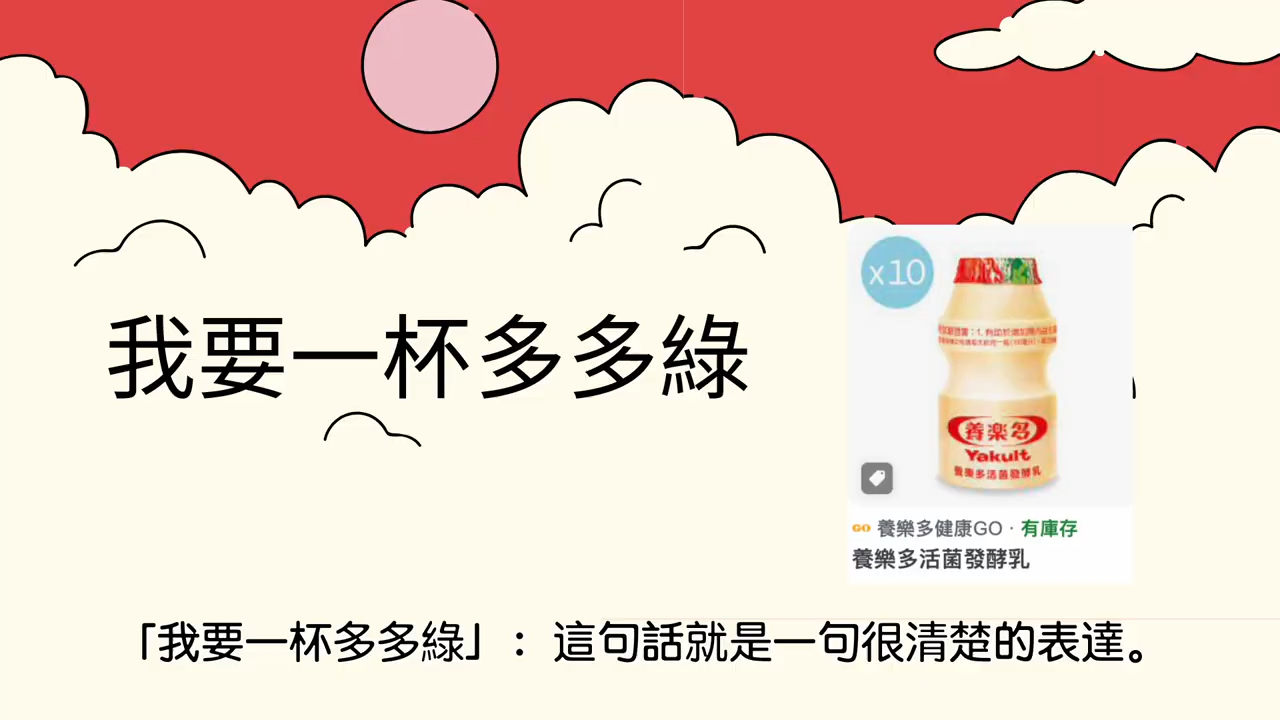 x10
我要一杯多多綠
養樂多
Yakult
養樂多活菌發酵乳
GO 養樂多健康GO · 有庫存
養樂多活菌發酵乳
「我要一杯多多綠」：這句話就是一句很清楚的表達。